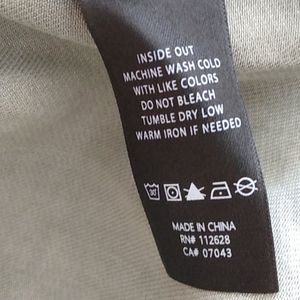 INSIDE OUT
MACHINE WASH COLD
WITH LIKE COLORS
DO NOT BLEACH
TUMBLE DRY LOW
WARM IRON IF NEEDED
30
MADE IN CHINA
RN# 112628
CA# 07043